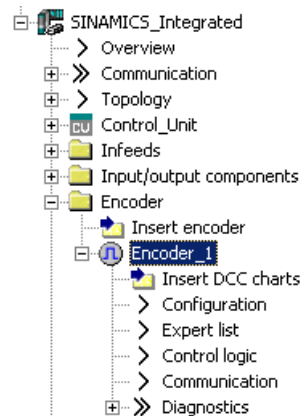 SINAMICS_Integrated
Overview
Communication
Topology
CU Control_Unit
Infeeds
Input/output components
Encoder
Insert encoder
Encoder_1
Insert DCC charts
Configuration
Expert list
Control logic
Communication
Diagnostics